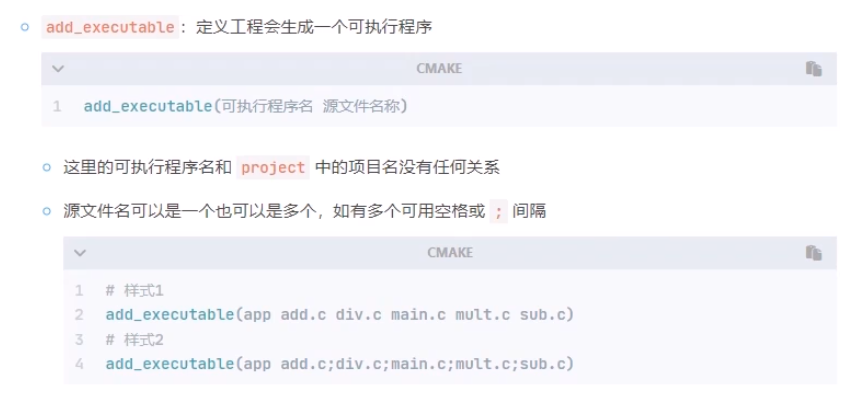 add_executable：定义工程会生成一个可执行程序
CMAKE
1 add_executable(可执行程序名 源文件名称)
这里的可执行程序名和 project 中的项目名没有任何关系
源文件名可以是一个也可以是多个，如有多个可用空格或 ; 间隔
CMAKE
1 # 样式1
2 add_executable(app add.c div.c main.c mult.c sub.c)
3 # 样式2
4 add_executable(app add.c;div.c;main.c;mult.c;sub.c)